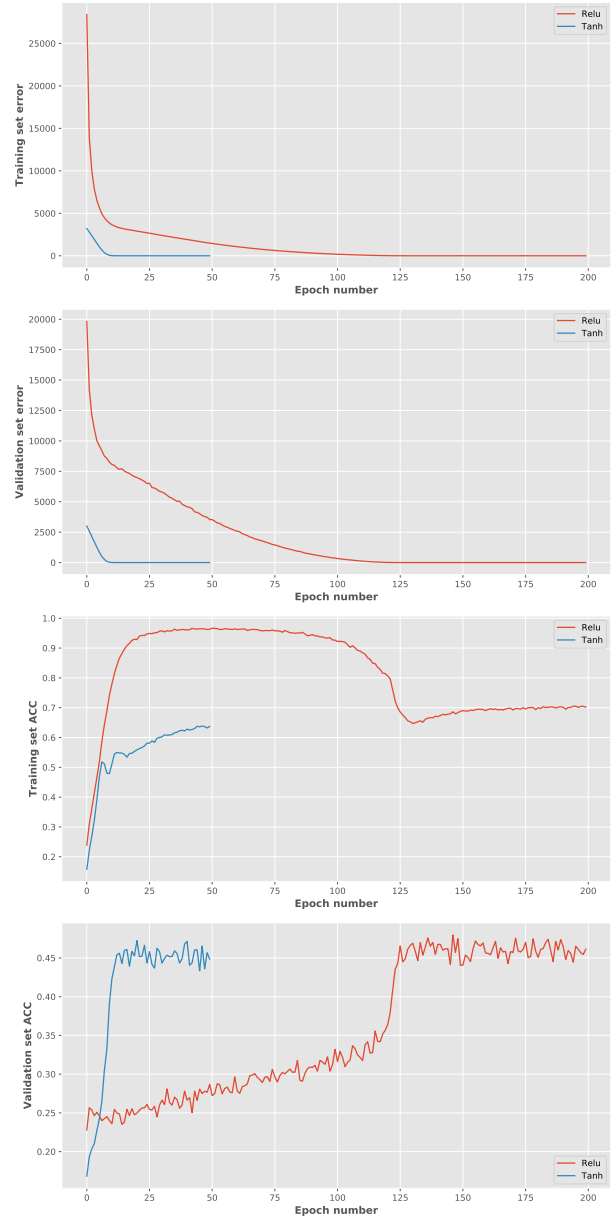 Relu
Tanh
25000
20000
15000
10000
5000
0
Training set error
0 25 50 75 100 125 150 175 200
Epoch number
Relu
Tanh
20000
17500
15000
12500
10000
7500
5000
2500
0
Validation set error
0 25 50 75 100 125 150 175 200
Epoch number
Relu
Tanh
1.0
0.9
0.8
0.7
0.6
0.5
0.4
0.3
0.2
Training set ACC
0 25 50 75 100 125 150 175 200
Epoch number
0.45
0.40
0.35
0.30
0.25
0.20
Validation set ACC
Relu
Tanh
0 25 50 75 100 125 150 175 200
Epoch number